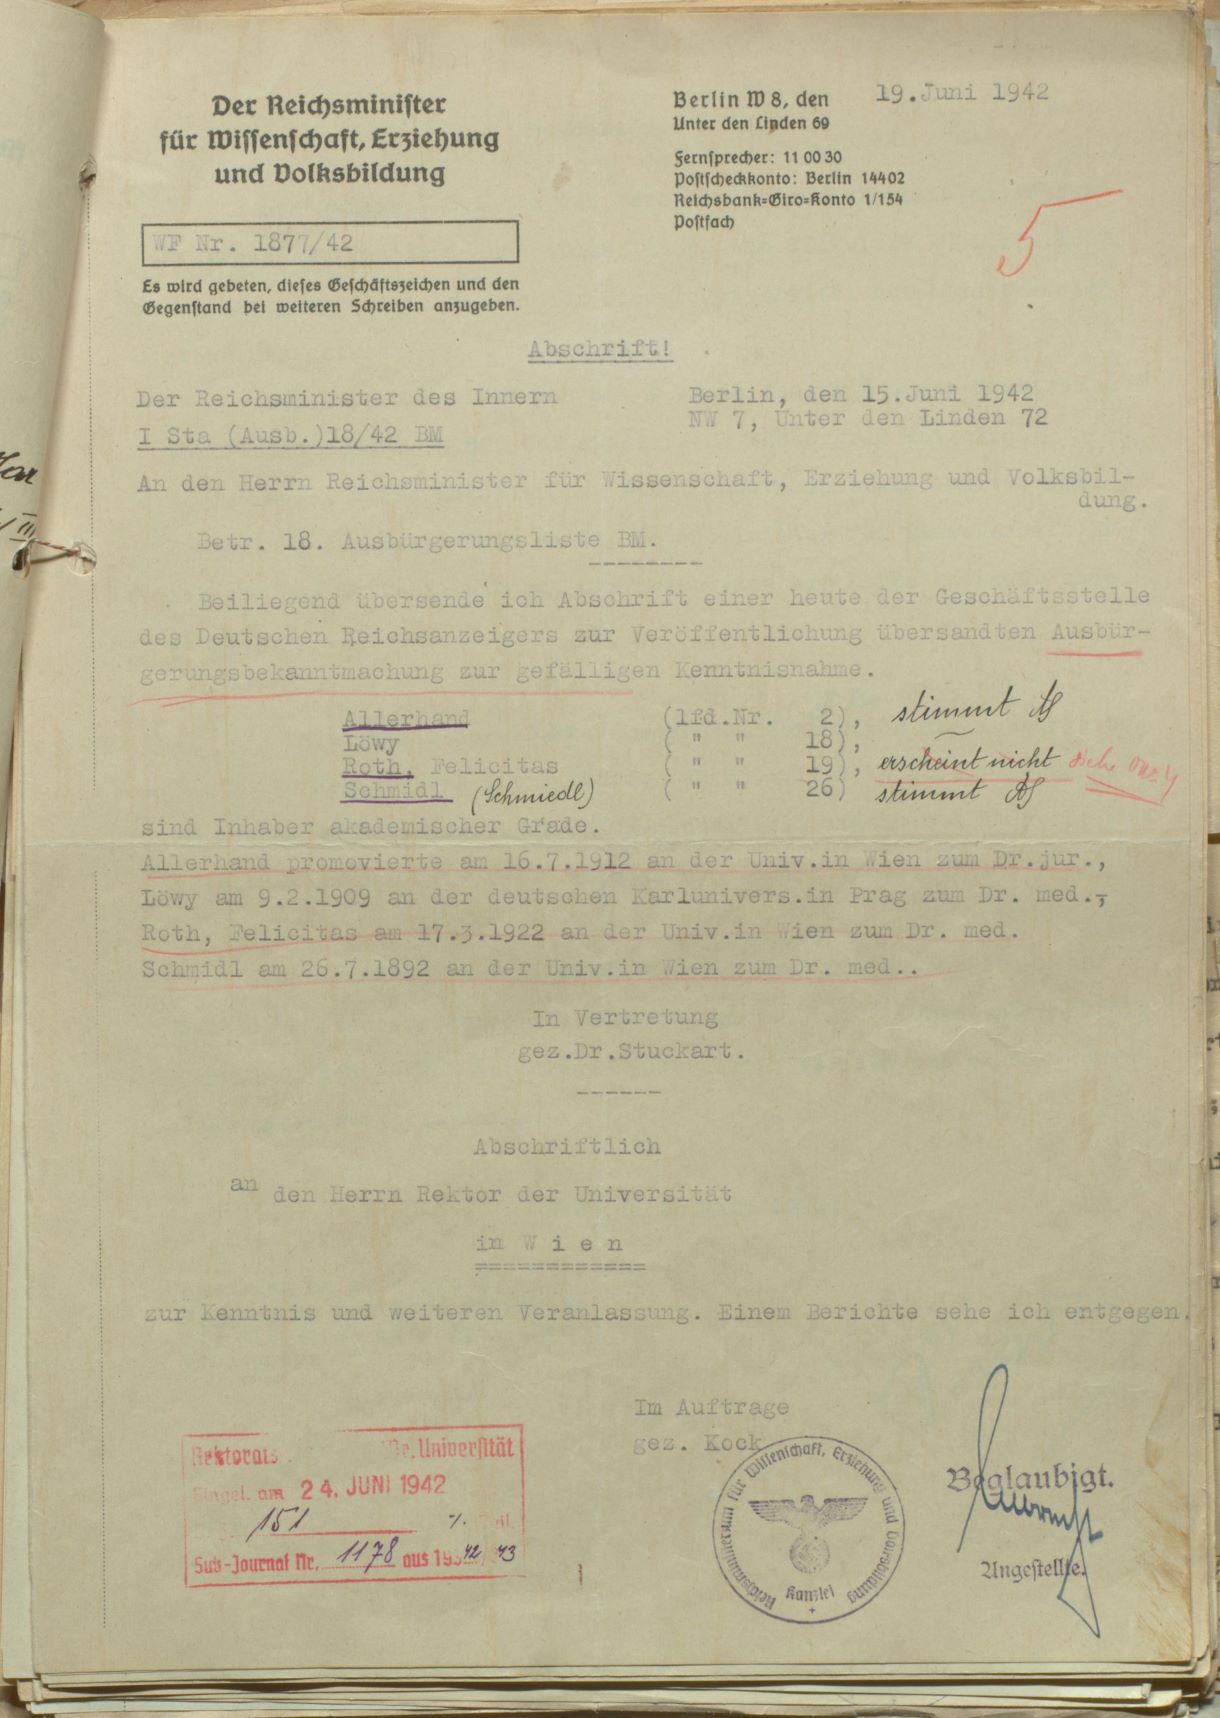 Der Reichsminister
für Wissenschaft, Erziehung
und Volksbildung
Berlin W 8, den 19.Juni 1942
Unter den Linden 69
Fernsprecher: 11 00 30
Postscheckkonto: Berlin 14402
Reichsbank=Giro=Konto 1/154
Postfach
5
WF Nr. 1877/42
Es wird gebeten, dieses Geschäftszeichen und den
Gegenstand bei weiteren Schreiben anzugeben.
Abschrift!
Der Reichsminister des Innern
I Sta (Ausb.)18/42 BM
Berlin, den 15.Juni 1942
NW 7, Unter den Linden 72
An den Herrn Reichsminister für Wissenschaft, Erziehung und Volksbil-
dung.
Betr. 18. Ausbürgerungsliste BM.
Beiliegend übersende ich Abschrift einer heute der Geschäftsstelle
des Deutschen Reichsanzeigers zur Veröffentlichung übersandten Ausbür-
gerungsbekanntmachung zur gefälligen Kenntnisnahme.
Allerhand (lfd.Nr. 2), stimmt
Löwy ( " " 18),
Roth, Felicitas ( " " 19), erscheint nicht siehe
Schmidl (Schmiedl) ( " " 26) stimmt
sind Inhaber akademischer Grade.
Allerhand promovierte am 16.7.1912 an der Univ.in Wien zum Dr.jur.,
Löwy am 9.2.1909 an der deutschen Karlunivers.in Prag zum Dr. med.,
Roth, Felicitas am 17.3.1922 an der Univ.in Wien zum Dr. med.
Schmidl am 26.7.1892 an der Univ.in Wien zum Dr. med..
In Vertretung
gez.Dr.Stuckart.
Abschriftlich
an den Herrn Rektor der Universität
in W i e n
zur Kenntnis und weiteren Veranlassung. Einem Berichte sehe ich entgegen.
Im Auftrage
gez. Kock
Reichsministerium für Wissenschaft, Erziehung und Volksbildung
Kanzlei
Beglaubigt.
Angestellte.
Rektorats Universität
Eingel. am 24. JUNI 1942
151
Sub-Journal Nr. 1178 aus 1942/43